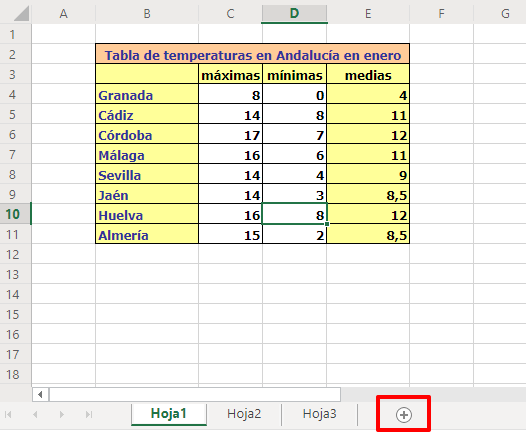 A B C D E F G
1
2 Tabla de temperaturas en Andalucía en enero
3 máximas mínimas medias
4 Granada 8 0 4
5 Cádiz 14 8 11
6 Córdoba 17 7 12
7 Málaga 16 6 11
8 Sevilla 14 4 9
9 Jaén 14 3 8,5
10 Huelva 16 8 12
11 Almería 15 2 8,5
12
13
14
15
16
17
18
Hoja1 Hoja2 Hoja3